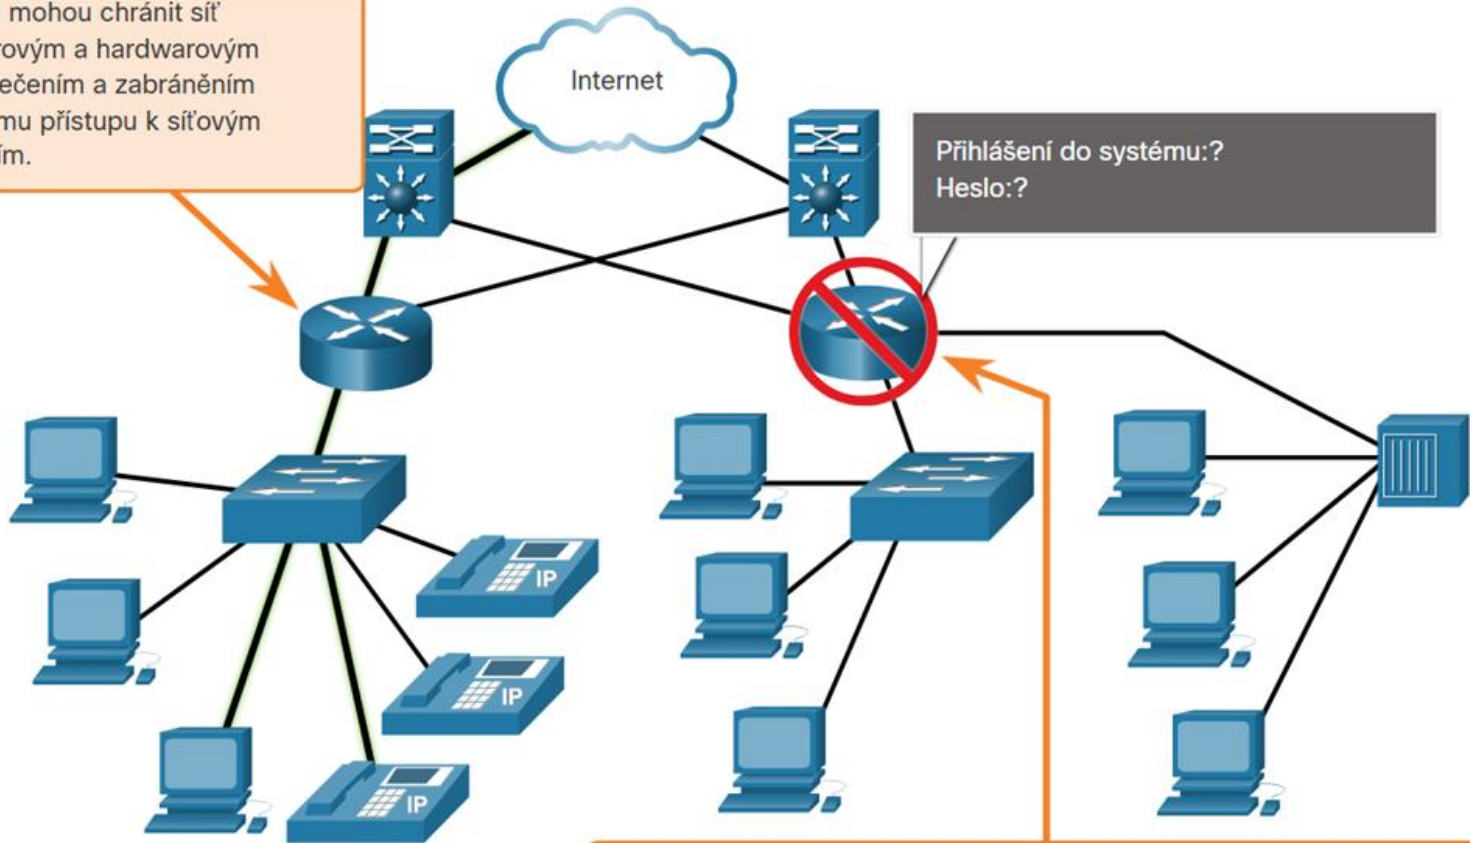 mohou chránit síť
rovým a hardwarovým
ečením a zabráněním
mu přístupu k síťovým
ím.
Internet
Přihlášení do systému:?
Heslo:?
IP
IP
IP